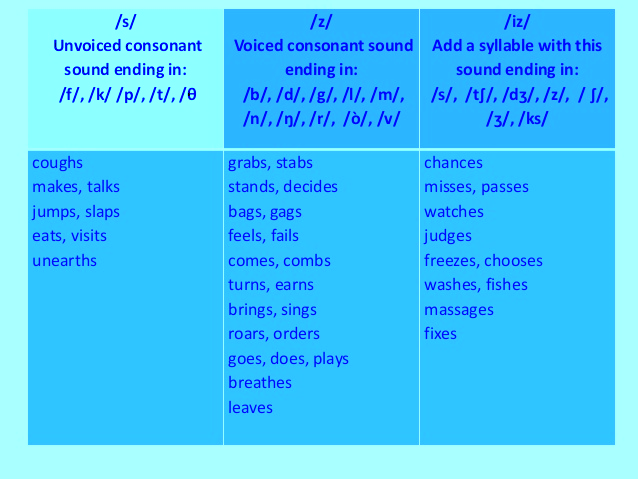 /s/
Unvoiced consonant
sound ending in:
/f/, /k/ /p/, /t/, /θ
/z/
Voiced consonant sound
ending in:
/b/, /d/, /g/, /l/, /m/,
/n/, /ŋ/, /r/, /ò/, /v/
/iz/
Add a syllable with this
sound ending in:
/s/, /tʃ/, /dʒ/, /z/, / ʃ/,
/ʒ/, /ks/
coughs
makes, talks
jumps, slaps
eats, visits
unearths
grabs, stabs
stands, decides
bags, gags
feels, fails
comes, combs
turns, earns
brings, sings
roars, orders
goes, does, plays
breathes
leaves
chances
misses, passes
watches
judges
freezes, chooses
washes, fishes
massages
fixes